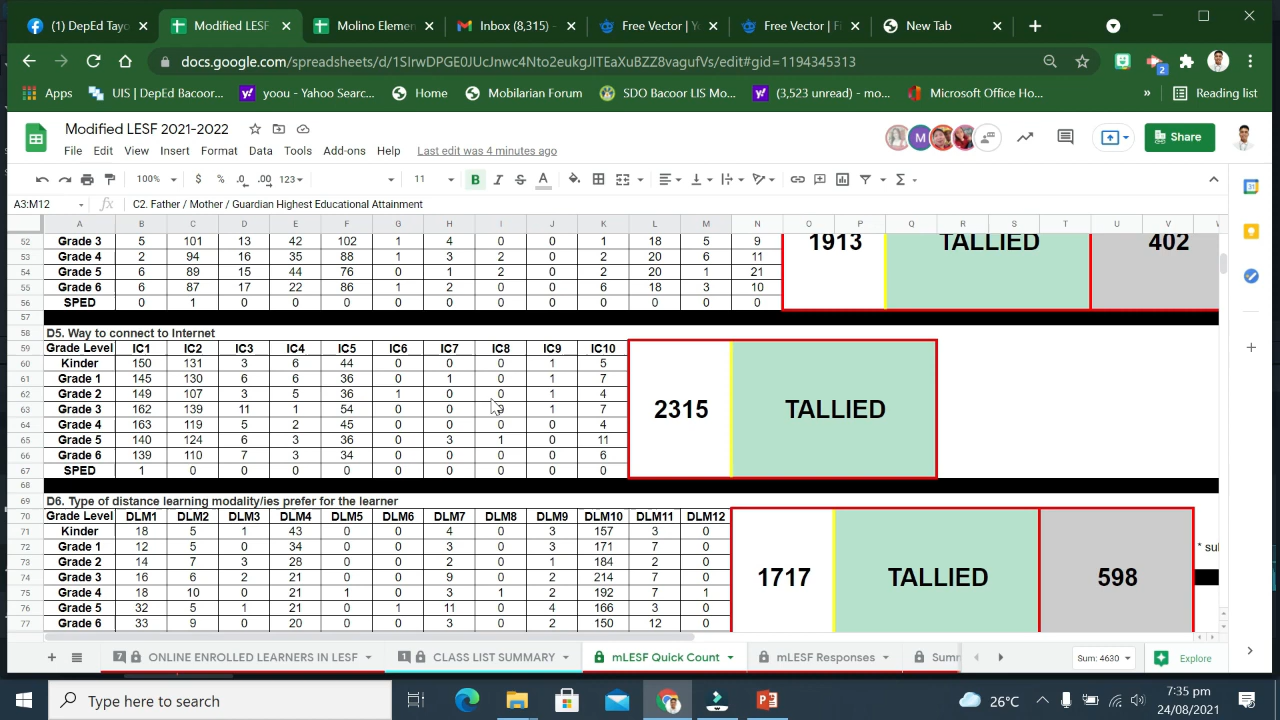 (1) DepEd Tayo
Modified LESF
Molino Elemen
Inbox (8,315) -
Free Vector | Y
Free Vector | Fi
New Tab
docs.google.com/spreadsheets/d/1SIrwDPGE0JUcJnwc4Nto2eukgJITEaXuBZZ8vagufVs/edit#gid=1194345313
2
Apps
UIS | DepEd Bacoor...
yoou - Yahoo Searc...
Home
Mobilarian Forum
SDO Bacoor LIS Mo...
(3,523 unread) - mo...
Microsoft Office Ho...
»
Reading list
Modified LESF 2021-2022
M
Share
File Edit View Insert Format Data Tools Add-ons Help Last edit was 4 minutes ago
100% $ % .0 .00 123 11 B I S A
A3:M12 fx C2. Father / Mother / Guardian Highest Educational Attainment
A B C D E F G H I J K L M N O P Q R S T U V
52 Grade 3 5 101 13 42 102 1 4 0 0 1 18 5 9
53 Grade 4 2 94 16 35 88 1 3 2 0 2 20 6 11
54 Grade 5 6 89 15 44 76 0 1 2 0 2 20 1 21
55 Grade 6 6 87 17 22 86 1 2 0 0 6 18 3 10
56 SPED 0 1 0 0 0 0 0 0 0 0 0 0 0
1913 TALLIED 402
57
58 D5. Way to connect to Internet
59 Grade Level IC1 IC2 IC3 IC4 IC5 IC6 IC7 IC8 IC9 IC10
60 Kinder 150 131 3 6 44 0 0 0 1 5
61 Grade 1 145 130 6 6 36 0 1 0 1 7
62 Grade 2 149 107 3 5 36 1 0 0 1 4
63 Grade 3 162 139 11 1 54 0 0 0 1 7
64 Grade 4 163 119 5 2 45 0 0 0 0 4
65 Grade 5 140 124 6 3 36 0 3 1 0 11
66 Grade 6 139 110 7 3 34 0 0 0 0 6
67 SPED 1 0 0 0 0 0 0 0 0 0
2315 TALLIED
68
69 D6. Type of distance learning modality/ies prefer for the learner
70 Grade Level DLM1 DLM2 DLM3 DLM4 DLM5 DLM6 DLM7 DLM8 DLM9 DLM10 DLM11 DLM12
71 Kinder 18 5 1 43 0 0 4 0 3 157 3 0
72 Grade 1 12 5 0 34 0 0 3 0 3 171 7 0
73 Grade 2 14 7 3 28 0 0 2 0 1 184 2 0
74 Grade 3 16 6 2 21 0 0 9 0 2 214 7 0
75 Grade 4 18 10 0 21 1 0 3 1 2 192 7 1
76 Grade 5 32 5 1 21 0 1 11 0 4 166 3 0
77 Grade 6 33 9 0 20 0 0 3 0 2 150 12 0
1717 TALLIED 598
* sul
7 ONLINE ENROLLED LEARNERS IN LESF
1 CLASS LIST SUMMARY
mLESF Quick Count
mLESF Responses
Summ
Sum: 4630
Explore
Type here to search
26°C
7:35 pm
24/08/2021